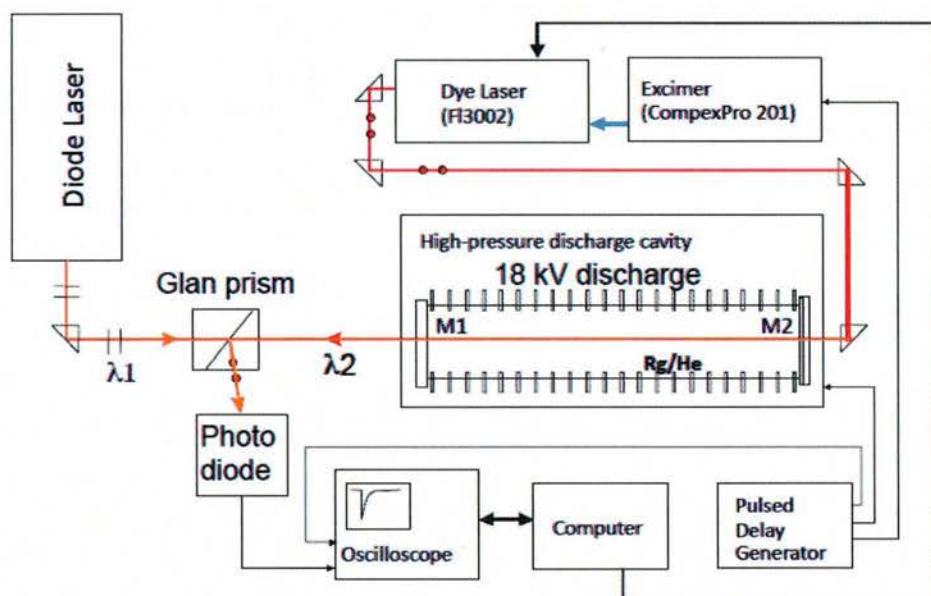 Diode Laser
Dye Laser
(Fl3002)
Excimer
(CompexPro 201)
High-pressure discharge cavity
18 kV discharge
Glan prism
M1
M2
λ1
λ2
Rg/He
Photo
diode
Oscilloscope
Computer
Pulsed
Delay
Generator